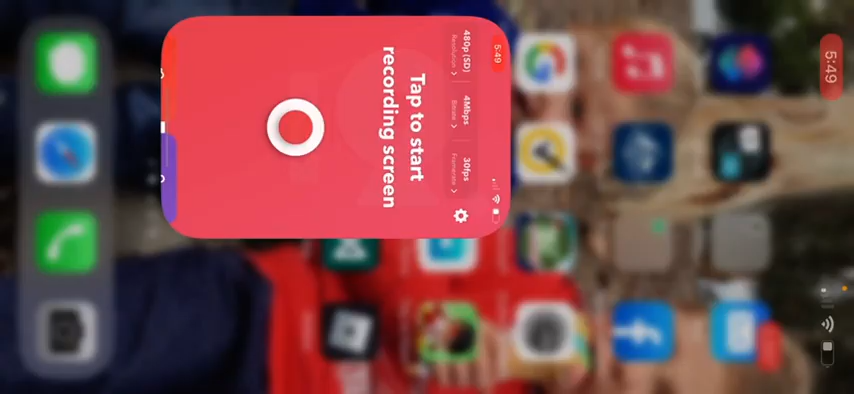 5:49
5:49
480p (SD)
Resolution >
4Mbps
Bitrate >
30fps
Framerate >
Tap to start
recording screen